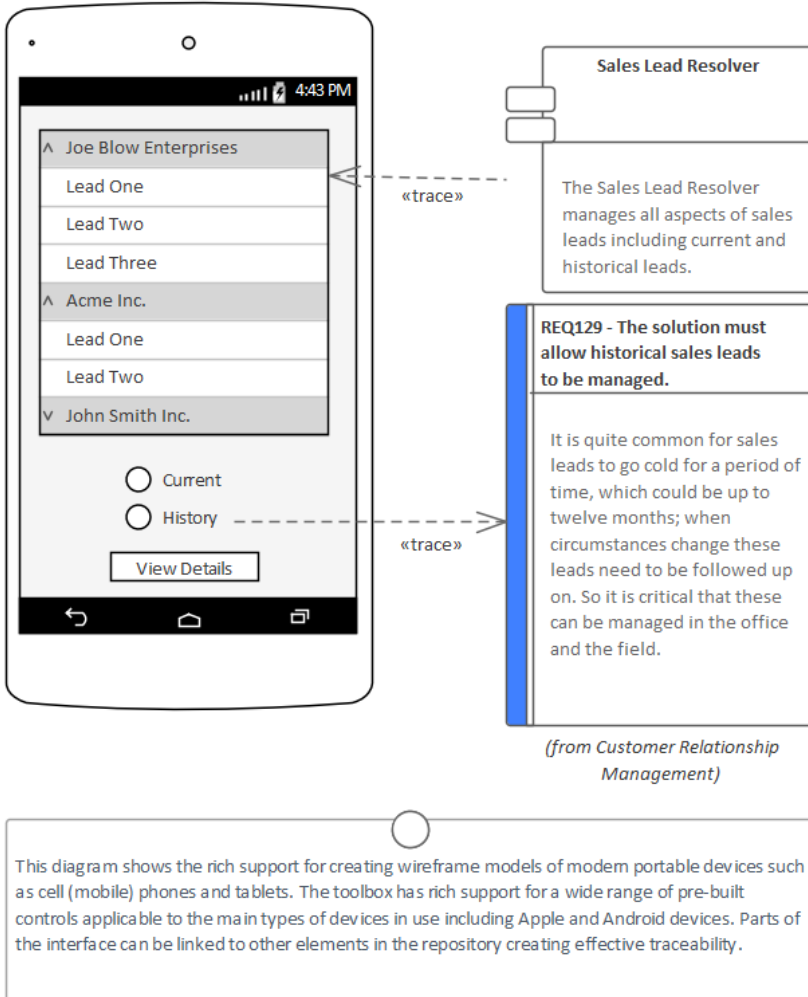 4:43 PM
^ Joe Blow Enterprises
Lead One
Lead Two
Lead Three
^ Acme Inc.
Lead One
Lead Two
v John Smith Inc.
Current
History
View Details
«trace»
«trace»
Sales Lead Resolver
The Sales Lead Resolver
manages all aspects of sales
leads including current and
historical leads.
REQ129 - The solution must
allow historical sales leads
to be managed.
It is quite common for sales
leads to go cold for a period of
time, which could be up to
twelve months; when
circumstances change these
leads need to be followed up
on. So it is critical that these
can be managed in the office
and the field.
(from Customer Relationship
Management)
This diagram shows the rich support for creating wireframe models of modern portable devices such
as cell (mobile) phones and tablets. The toolbox has rich support for a wide range of pre-built
controls applicable to the main types of devices in use including Apple and Android devices. Parts of
the interface can be linked to other elements in the repository creating effective traceability.